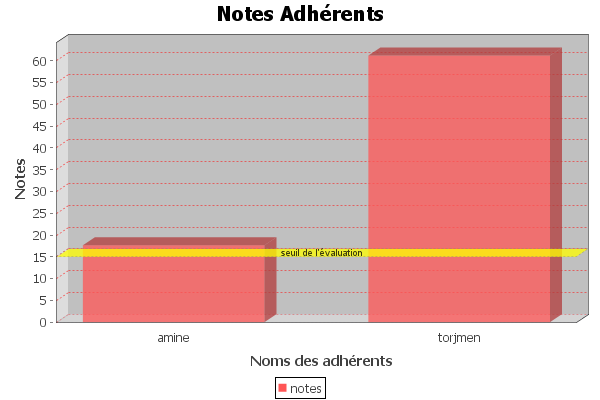 Notes Adhérents
Notes
60
55
50
45
40
35
30
25
20
15
10
5
0
seuil de l'évaluation
amine
torjmen
Noms des adhérents
notes